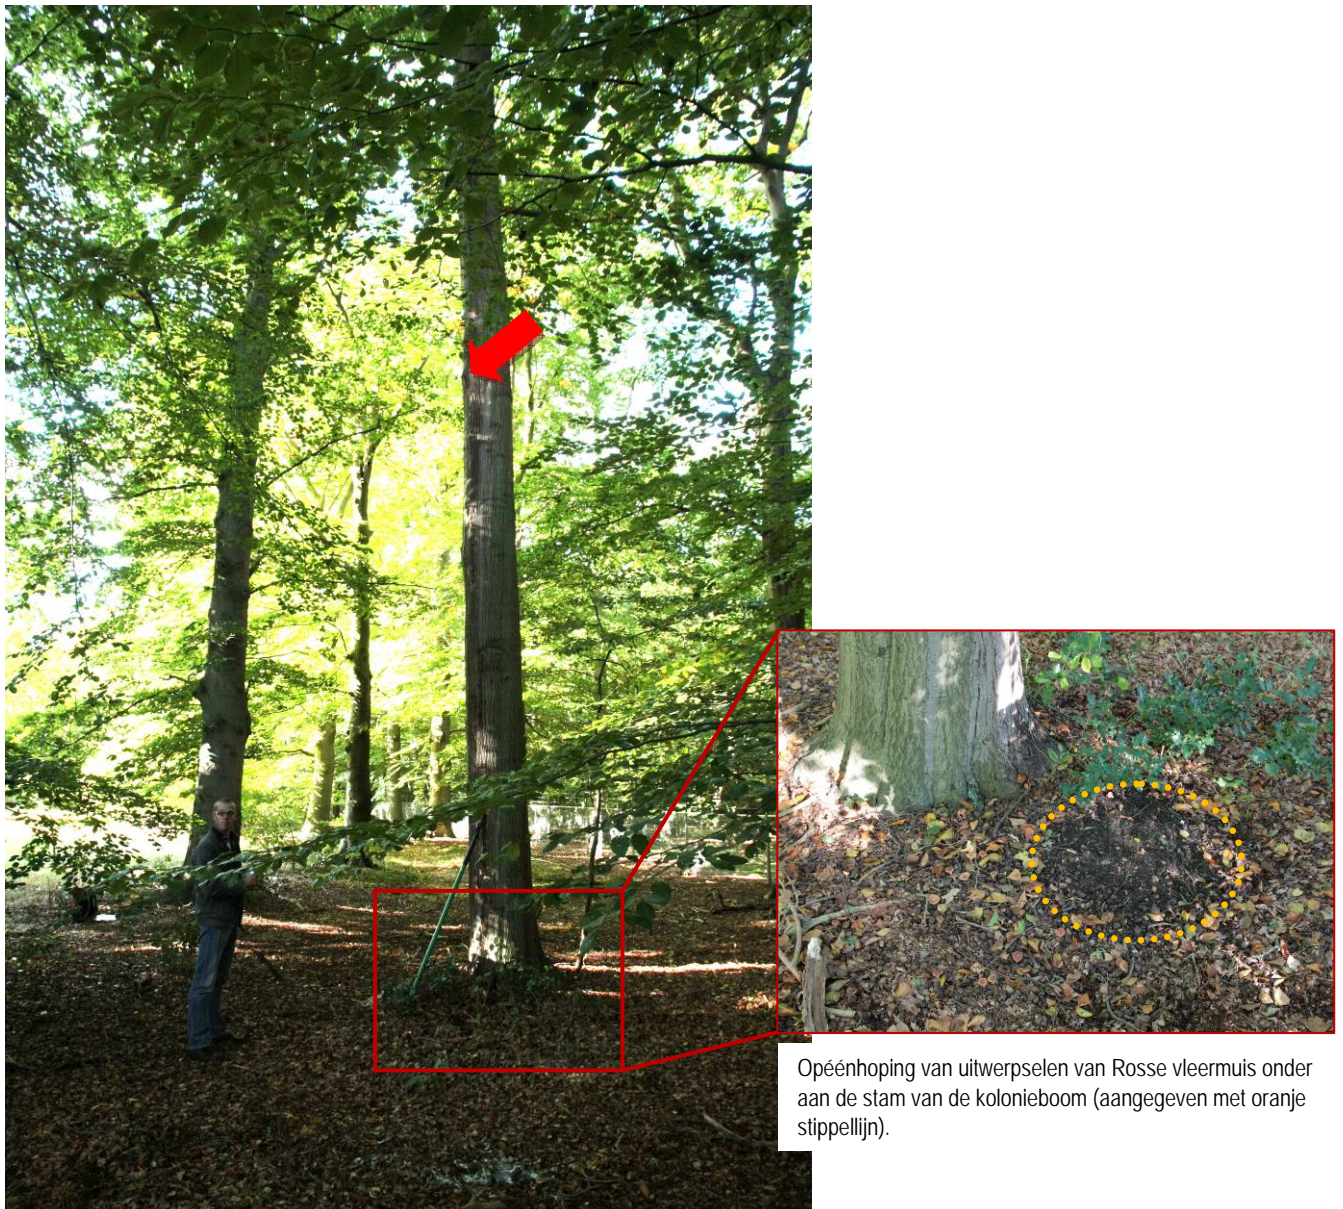 Opéénhoping van uitwerpselen van Rosse vleermuis onder
aan de stam van de kolonieboom (aangegeven met oranje
stippellijn).